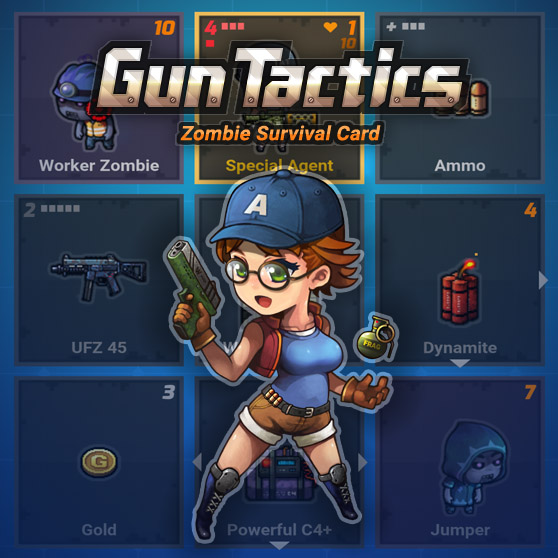 10
4
1
10
Gun Tactics
Zombie Survival Card
Worker Zombie
Special Agent
Ammo
2
4
A
UFZ 45
W
FRAG
Dynamite
3
7
G
Gold
Powerful C4+
Jumper